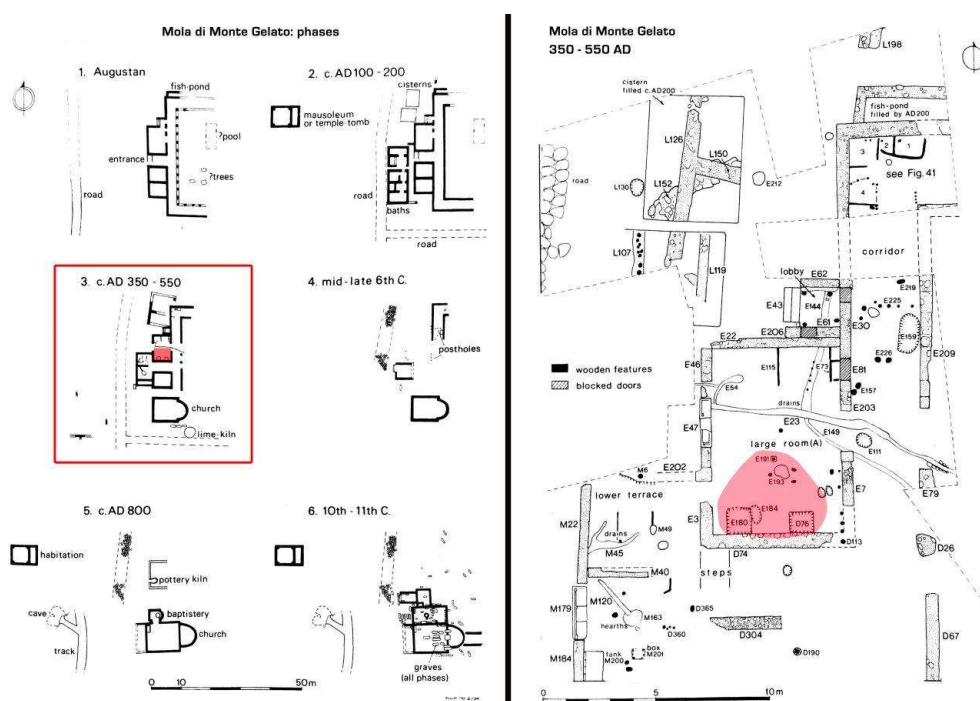 Mola di Monte Gelato: phases
1. Augustan
fish-pond
?pool
entrance
?trees
road
2. c. AD 100 - 200
cisterns
mausoleum
or temple-tomb
road
baths
road
3. c. AD 350 - 550
church
lime-kiln
4. mid-late 6th C.
postholes
5. c. AD 800
habitation
pottery kiln
cave
baptistery
church
track
6. 10th - 11th C.
graves
(all phases)
0 10 50m
Mola di Monte Gelato
350 - 550 AD
L198
cistern
filled c. AD200
fish-pond
filled by AD200
L126
L150
3 2 1
see Fig. 41
4
road
L130
L152
E212
corridor
L107
L119
lobby
E62
E219
E43
E144
E225
E61
E30
E206
E159
E22
E209
E46
E115
E73
E81
E226
wooden features
blocked doors
E54
E157
drains
E203
E47
E23
E149
large room (A)
E111
E202
E191
M6
E193
E7
E79
lower terrace
E184
M22
E3
E180
D76
drains
M49
D113
D26
M45
D74
M40
steps
M179
M120
D365
M163
hearths
D360
D304
D67
box
tank
M201
M184
M200
D190
0 5 10 m